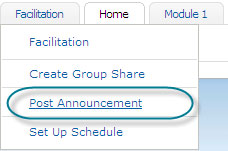 Facilitation Home Module 1
Facilitation
Create Group Share
Post Announcement
Set Up Schedule